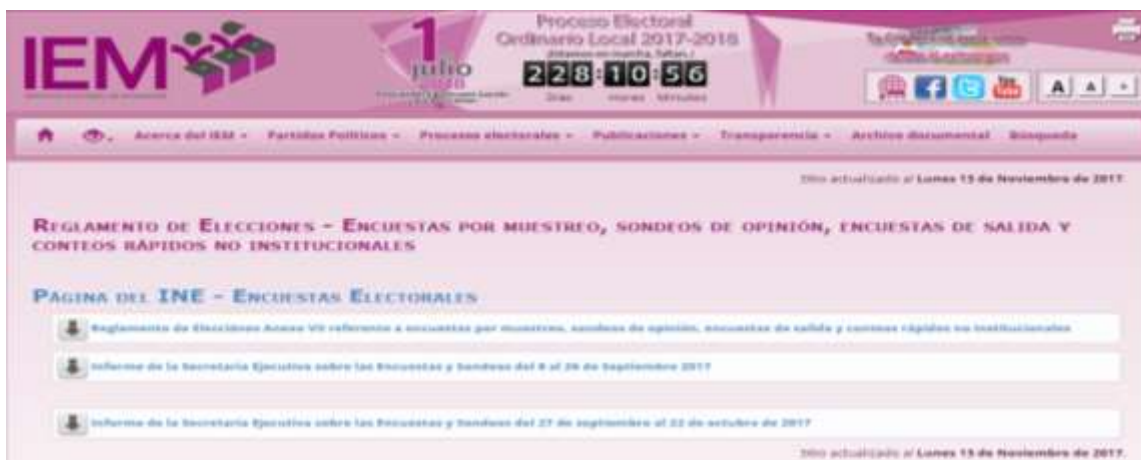 IEM
1
julio
2018
Proceso Electoral
Ordinario Local 2017-2018
228:10:56
Días Horas Minutos
You
A A
Acerca del IEM Partidos Políticos Procesos electorales Publicaciones Transparencia Archivo documental Búsqueda
Sitio actualizado al Lunes 13 de Noviembre de 2017.
REGLAMENTO DE ELECCIONES - ENCUESTAS POR MUESTREO, SONDEOS DE OPINIÓN, ENCUESTAS DE SALIDA Y
CONTEOS RÁPIDOS NO INSTITUCIONALES
PÁGINA DEL INE - ENCUESTAS ELECTORALES
Reglamento de Elecciones Anexo VII referente a encuestas por muestreo, sondeos de opinión, encuestas de salida y conteos rápidos no institucionales
Informe de la Secretaría Ejecutiva sobre las Encuestas y Sondeos del 8 al 26 de Septiembre 2017
Informe de la Secretaría Ejecutiva sobre las Encuestas y Sondeos del 27 de septiembre al 22 de octubre de 2017
Sitio actualizado al Lunes 13 de Noviembre de 2017.